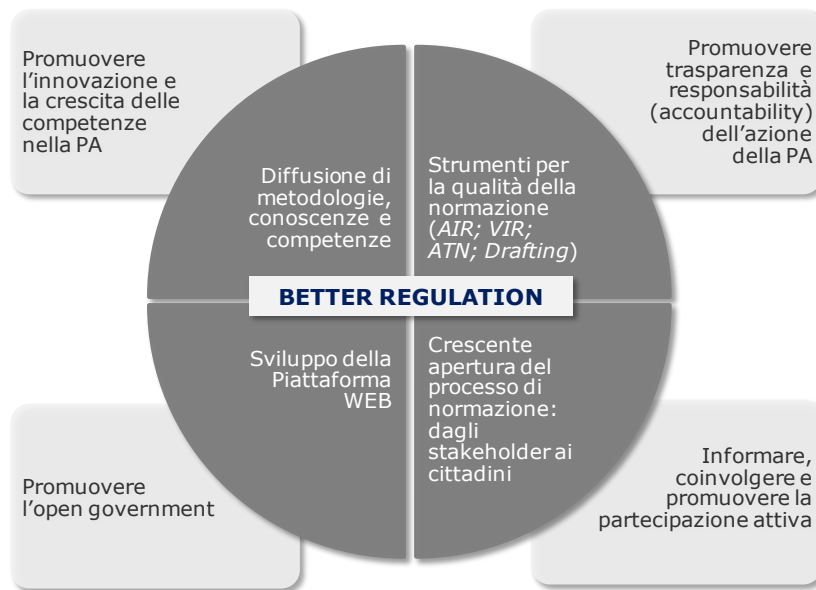 Promuovere
l'innovazione e
la crescita delle
competenze
nella PA
Promuovere
trasparenza e
responsabilità
(accountability)
dell'azione
della PA
Diffusione di
metodologie,
conoscenze e
competenze
Strumenti per
la qualità della
normazione
(AIR; VIR;
ATN; Drafting)
BETTER REGULATION
Sviluppo della
Piattaforma
WEB
Crescente
apertura del
processo di
normazione:
dagli
stakeholder ai
cittadini
Promuovere
l'open government
Informare,
coinvolgere e
promuovere la
partecipazione attiva